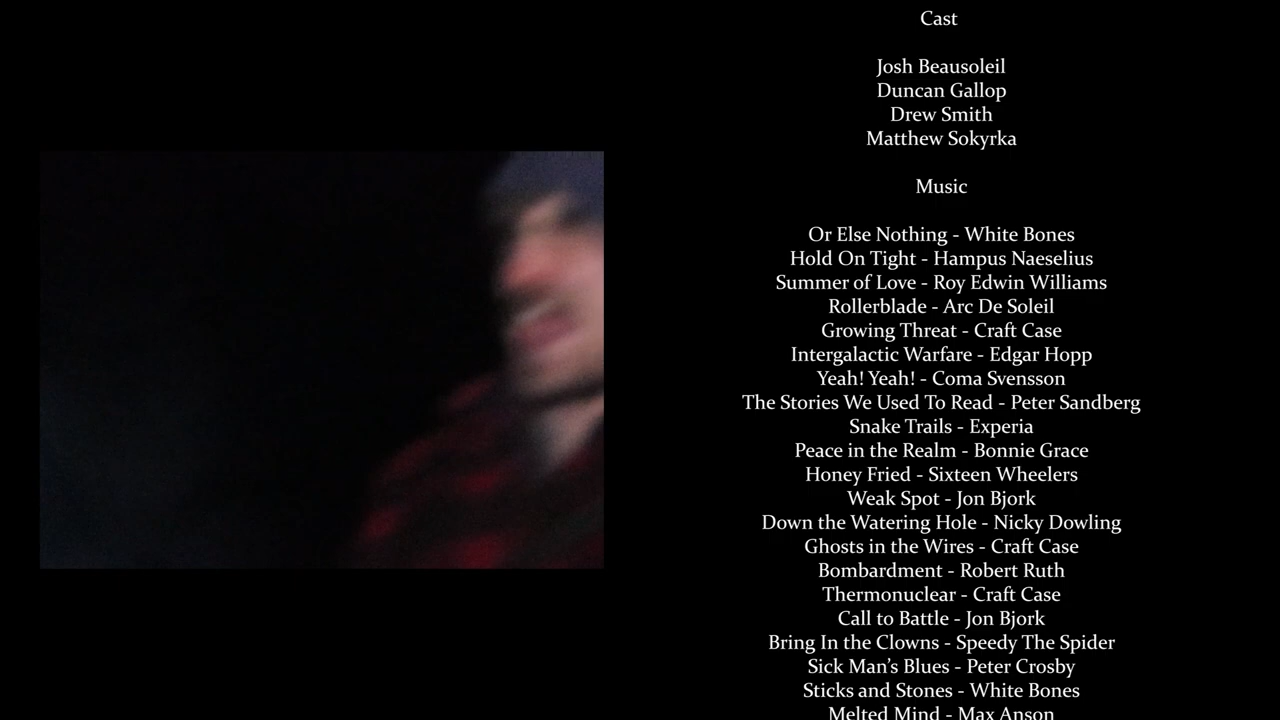 Cast
Josh Beausoleil
Duncan Gallop
Drew Smith
Matthew Sokyrka
Music
Or Else Nothing - White Bones
Hold On Tight - Hampus Naeselius
Summer of Love - Roy Edwin Williams
Rollerblade - Arc De Soleil
Growing Threat - Craft Case
Intergalactic Warfare - Edgar Hopp
Yeah! Yeah! - Coma Svensson
The Stories We Used To Read - Peter Sandberg
Snake Trails - Experia
Peace in the Realm - Bonnie Grace
Honey Fried - Sixteen Wheelers
Weak Spot - Jon Bjork
Down the Watering Hole - Nicky Dowling
Ghosts in the Wires - Craft Case
Bombardment - Robert Ruth
Thermonuclear - Craft Case
Call to Battle - Jon Bjork
Bring In the Clowns - Speedy The Spider
Sick Man’s Blues - Peter Crosby
Sticks and Stones - White Bones
Melted Mind - Max Anson